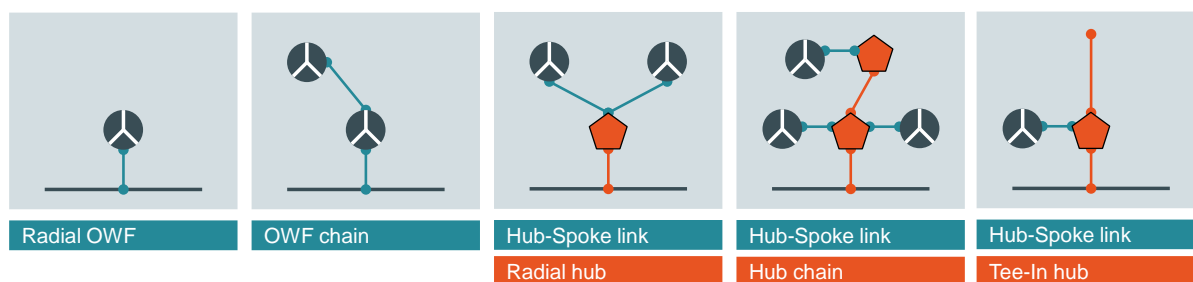 Radial OWF
OWF chain
Hub-Spoke link
Hub-Spoke link
Hub-Spoke link
Radial hub
Hub chain
Tee-In hub